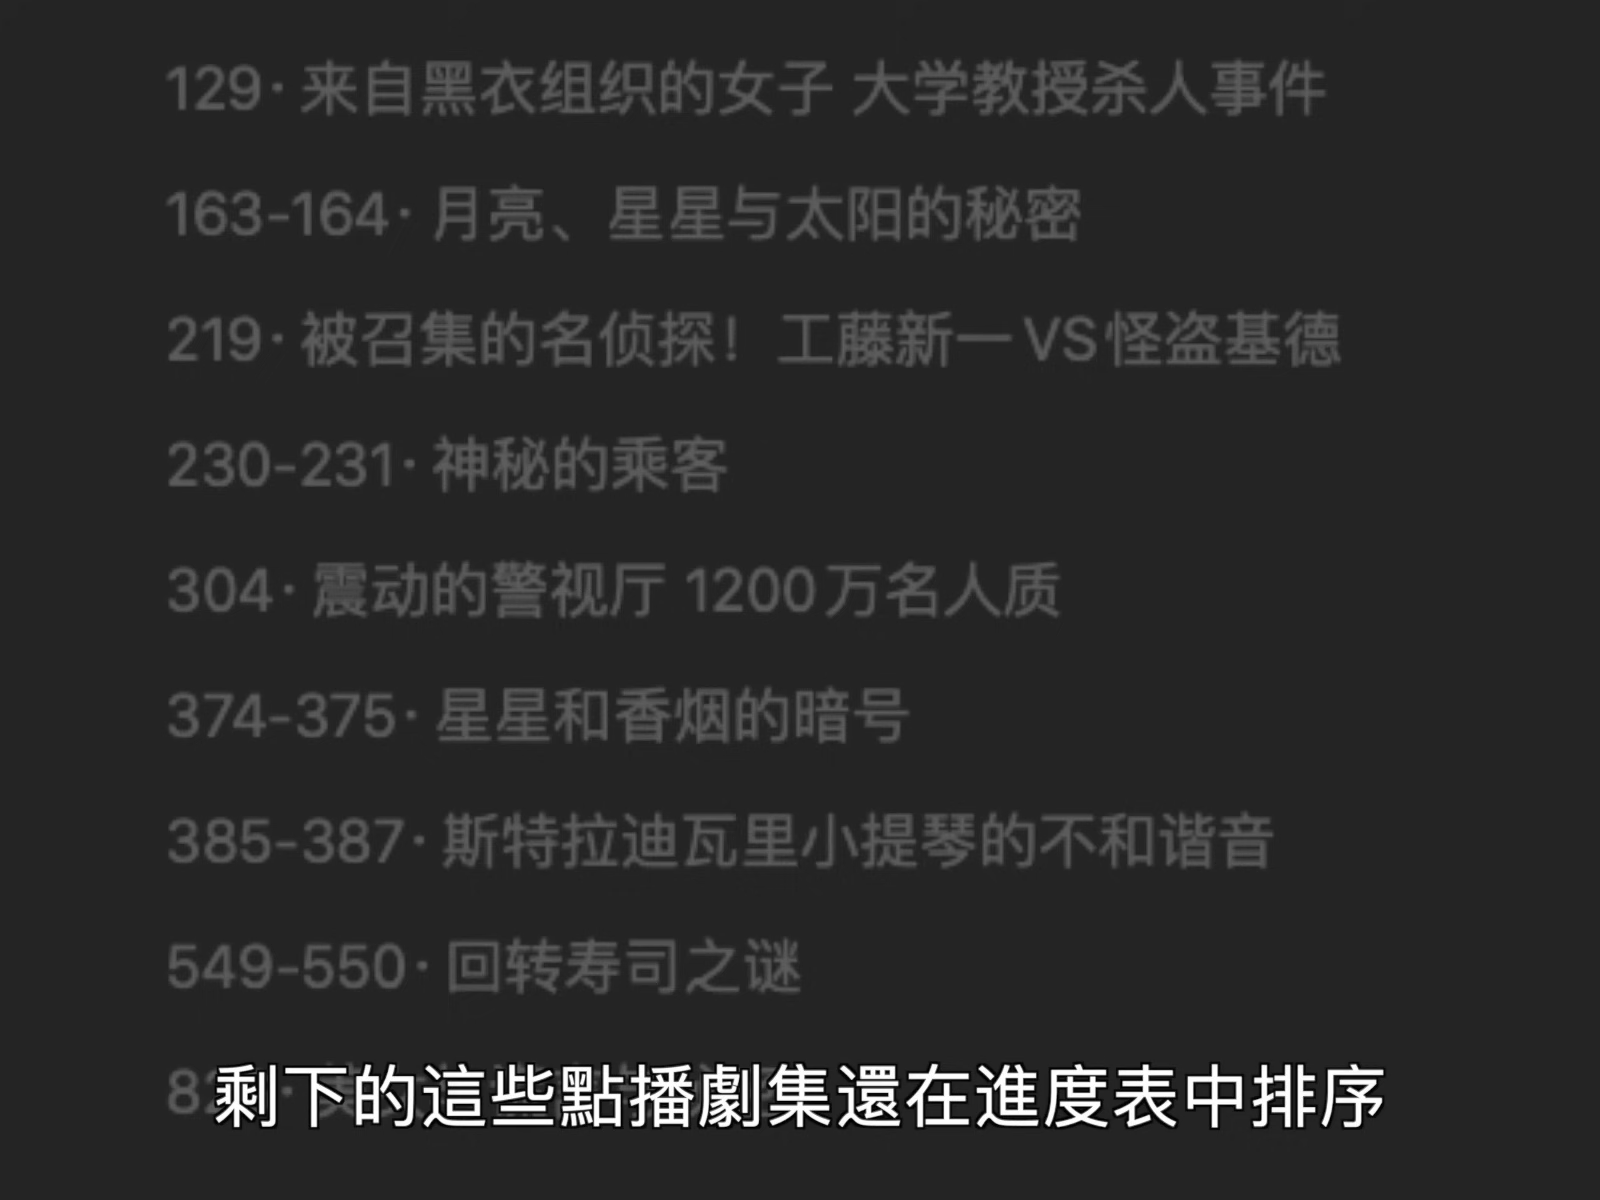 129· 来自黑衣组织的女子 大学教授杀人事件
163-164· 月亮、星星与太阳的秘密
219· 被召集的名侦探！工藤新一VS怪盗基德
230-231· 神秘的乘客
304· 震动的警视厅 1200万名人质
374-375· 星星和香烟的暗号
385-387· 斯特拉迪瓦里小提琴的不和谐音
549-550· 回转寿司之谜
剩下的這些點播劇集還在進度表中排序